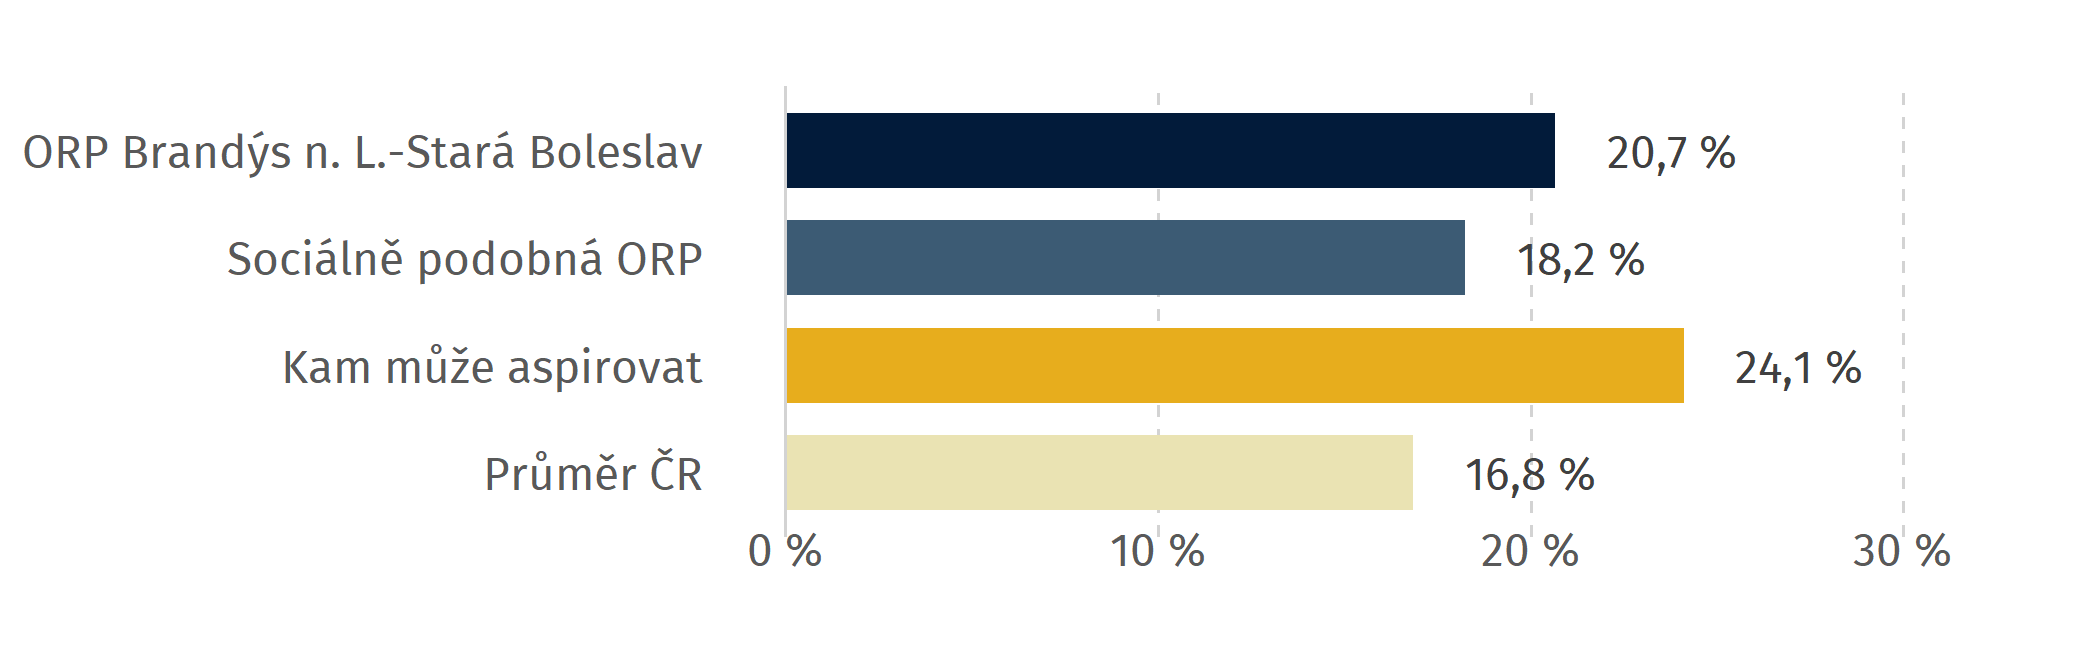 ORP Brandýs n. L.-Stará Boleslav
20,7 %
Sociálně podobná ORP
18,2 %
Kam může aspirovat
24,1 %
Průměr ČR
16,8 %
0 % 10 % 20 % 30 %